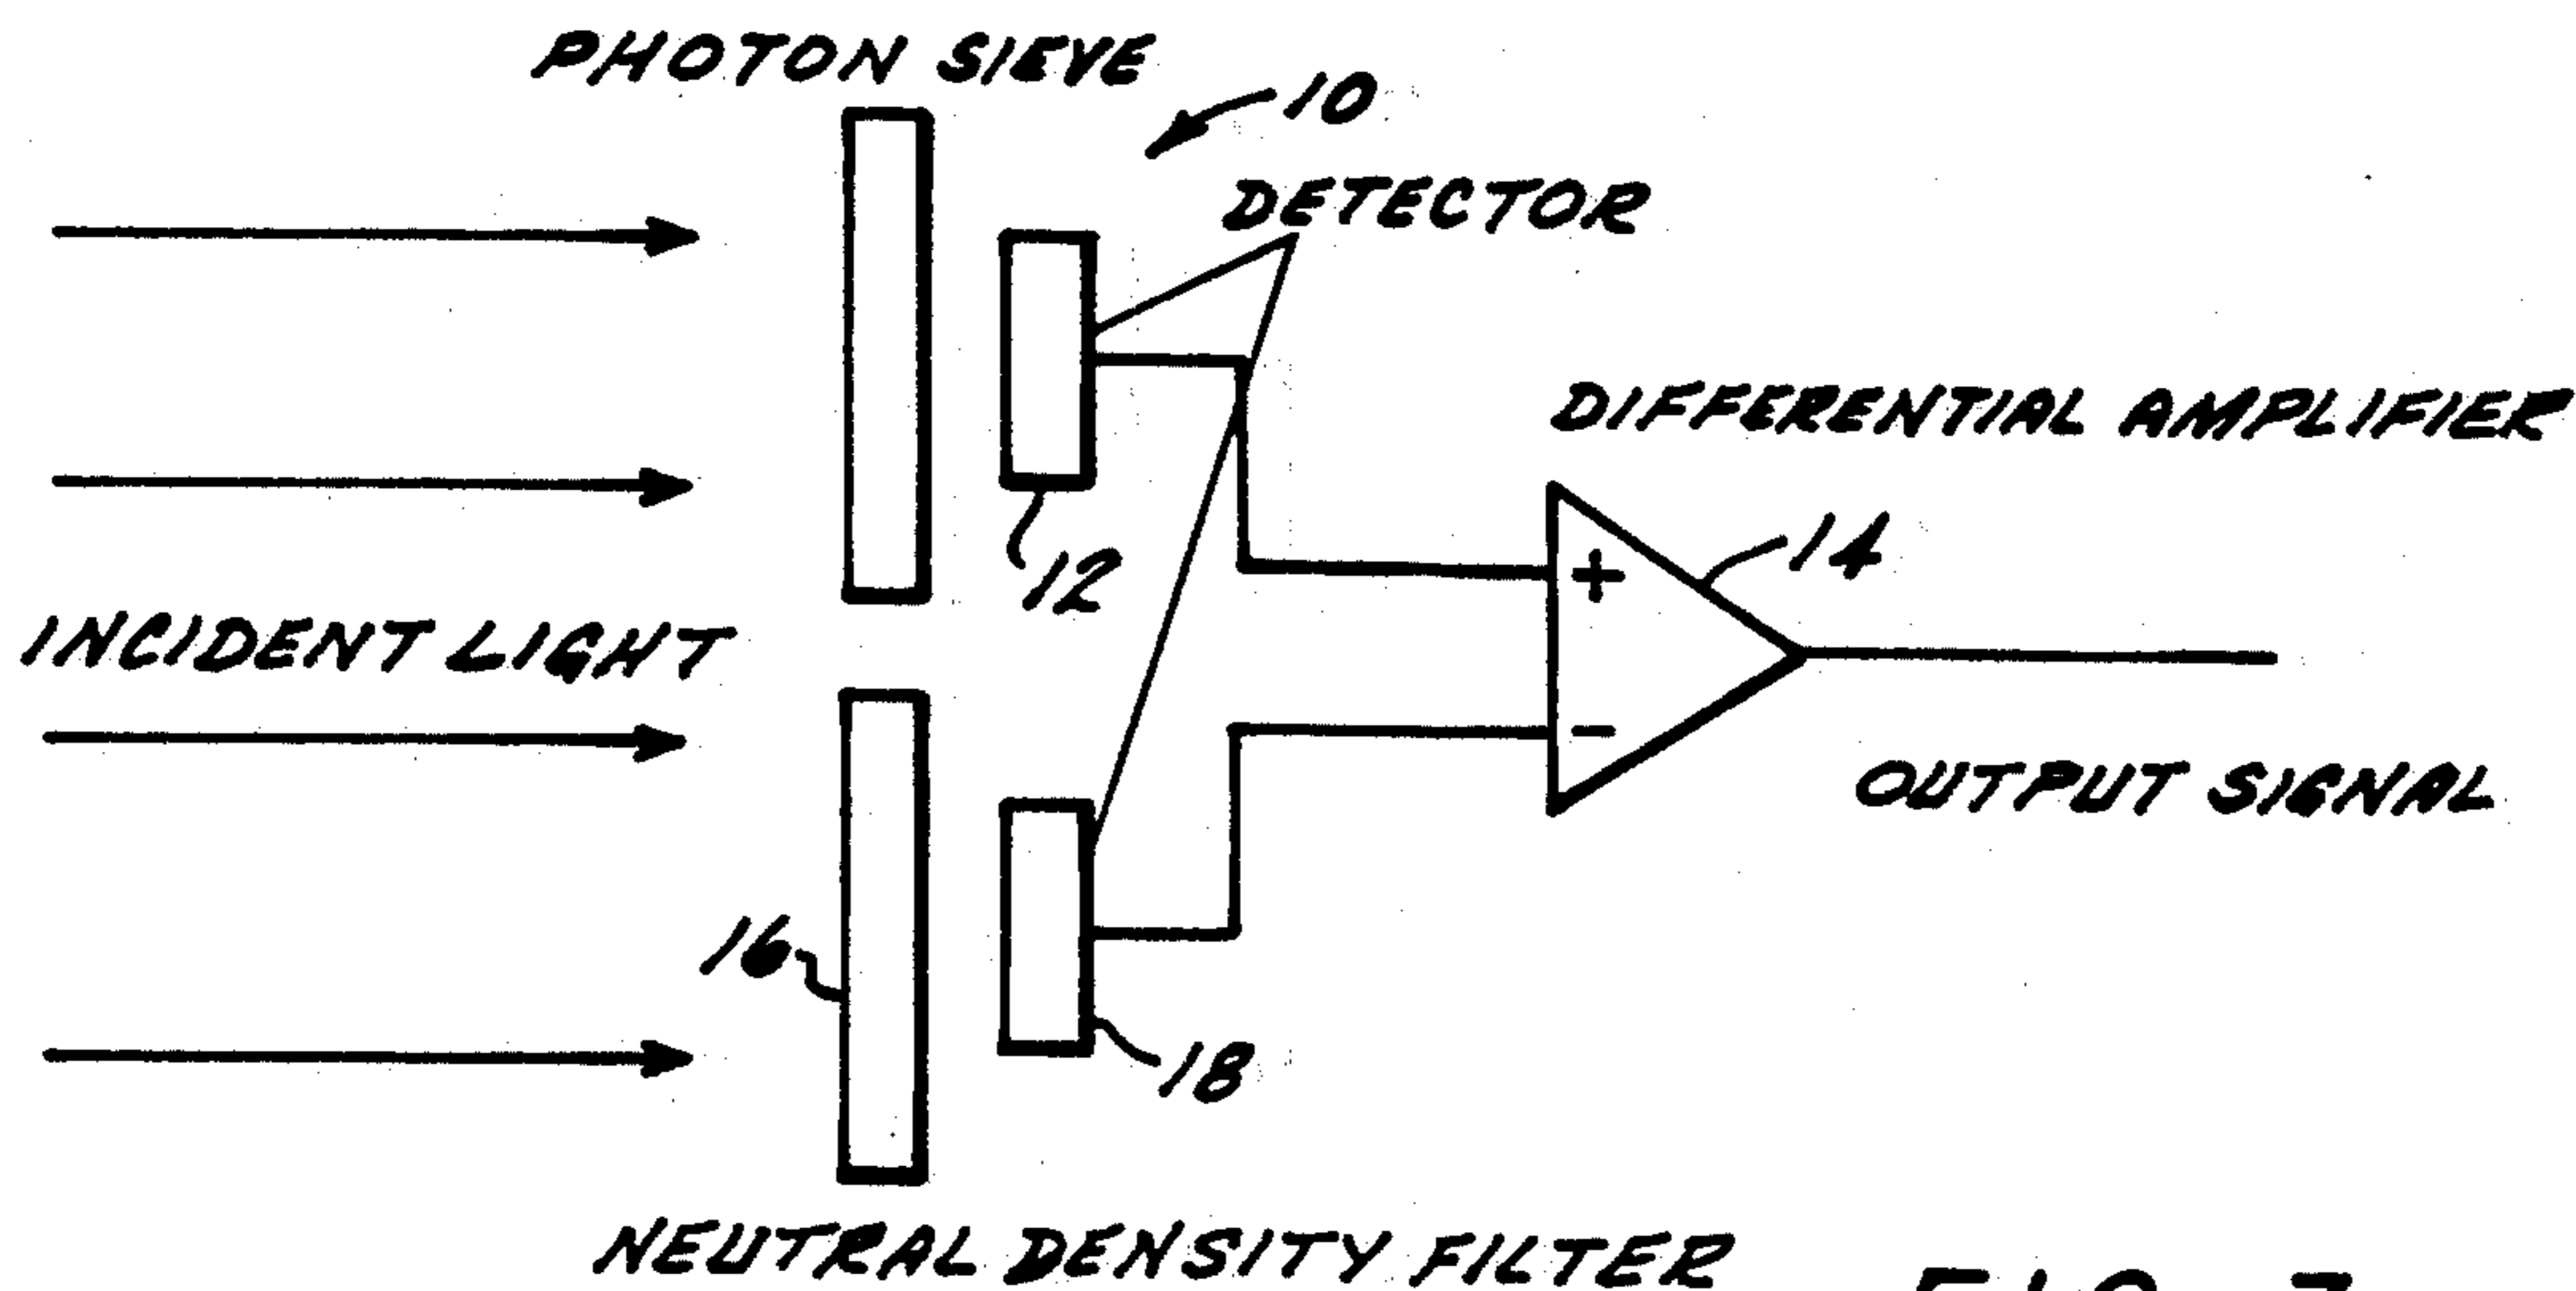 PHOTON SIEVE
10
DETECTOR
DIFFERENTIAL AMPLIFIER
12
+
14
INCIDENT LIGHT
-
OUTPUT SIGNAL
16
18
NEUTRAL DENSITY FILTER